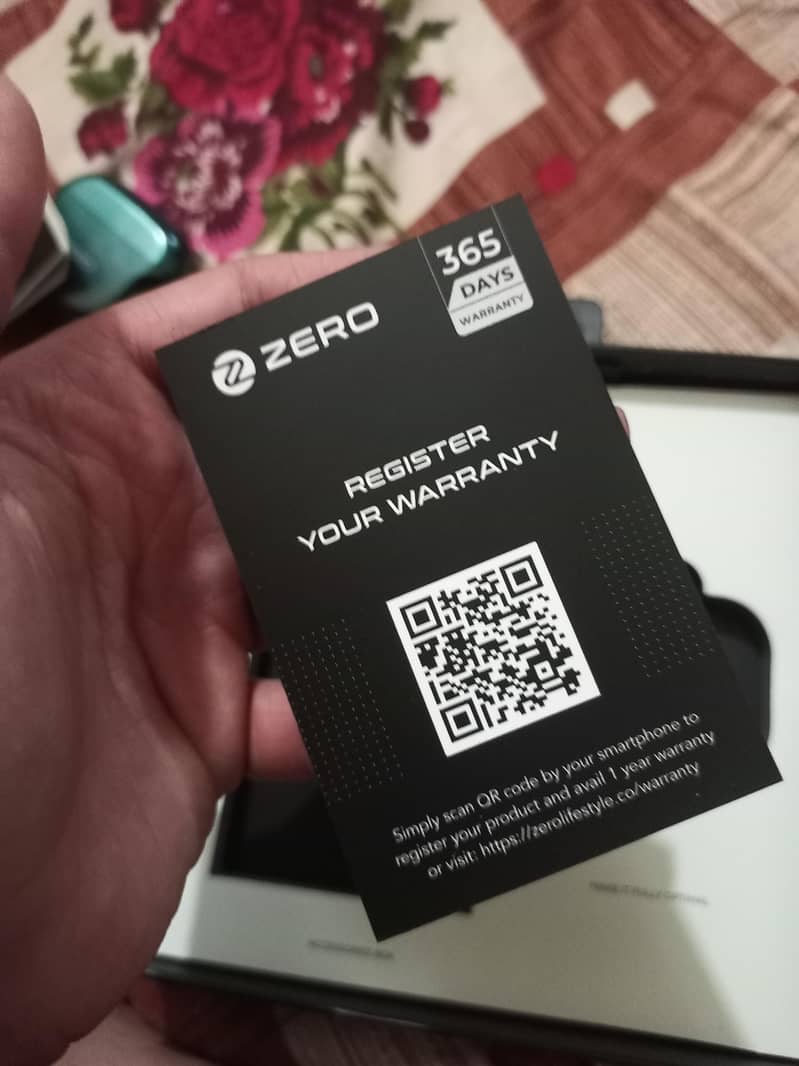 365
DAYS
WARRANTY
ZERO
REGISTER
YOUR WARRANTY
Simply scan QR code by your smartphone to
register your product and avail 1 year warranty
or visit: https://zerolifestyle.co/warranty